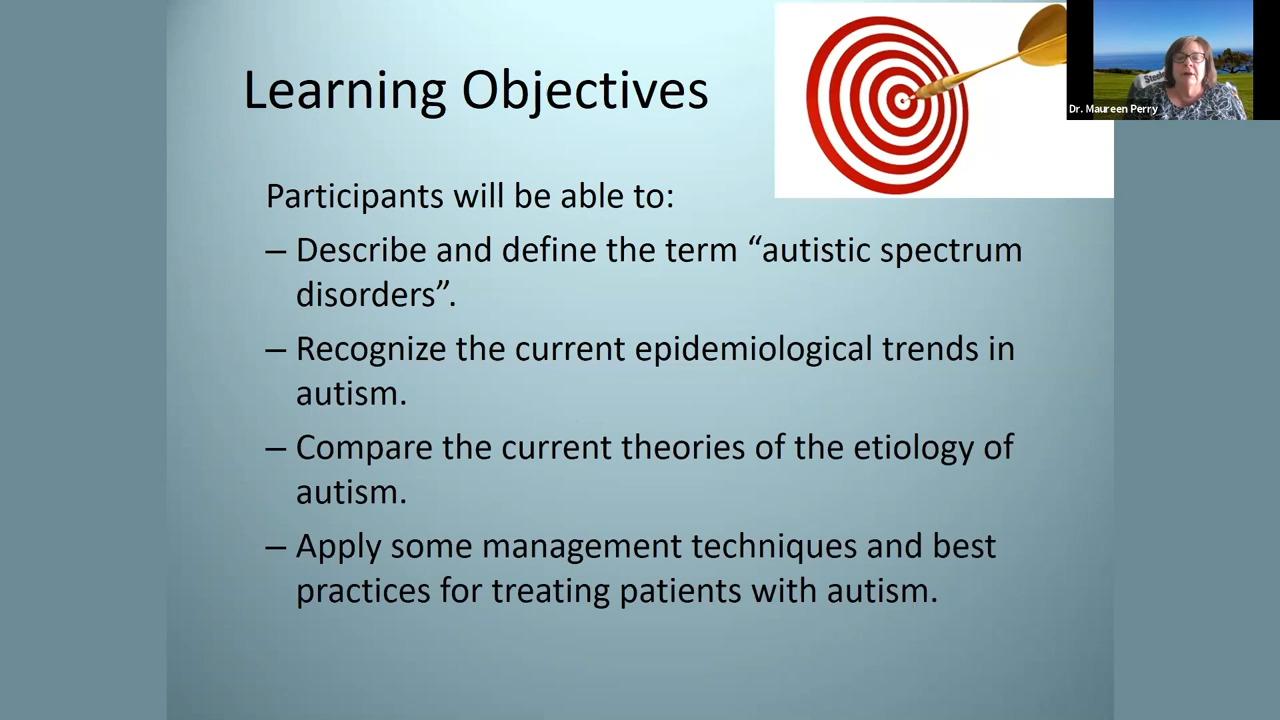 Learning Objectives
Participants will be able to:
– Describe and define the term “autistic spectrum
disorders”.
– Recognize the current epidemiological trends in
autism.
– Compare the current theories of the etiology of
autism.
– Apply some management techniques and best
practices for treating patients with autism.
Dr. Maureen Perry